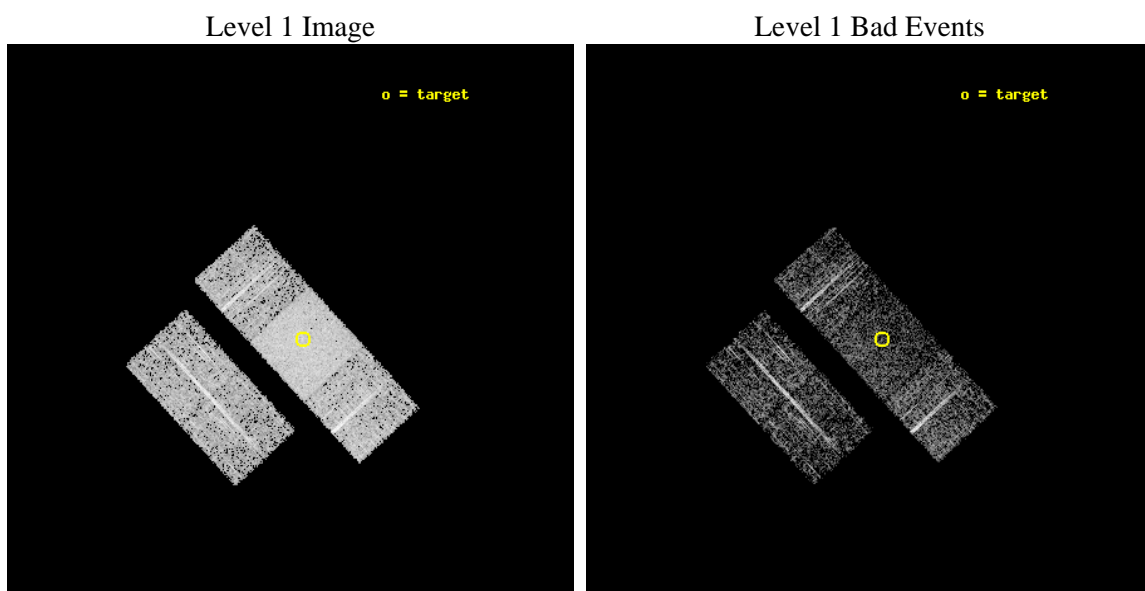 Level 1 Image
Level 1 Bad Events
o = target
o = target